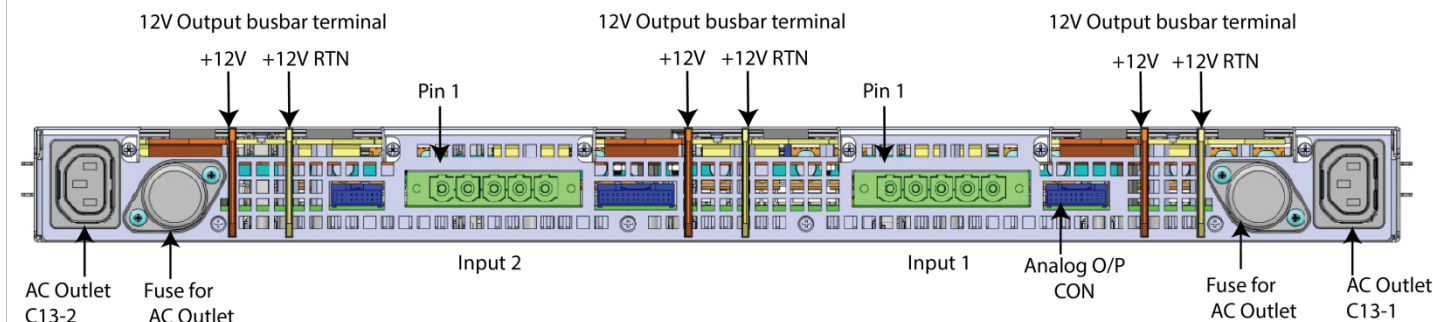 12V Output busbar terminal
12V Output busbar terminal
12V Output busbar terminal
+12V
+12V RTN
+12V
+12V RTN
+12V
+12V RTN
Pin 1
Pin 1
Input 2
Input 1
Analog O/P
CON
AC Outlet
C13-2
Fuse for
AC Outlet
Fuse for
AC Outlet
AC Outlet
C13-1